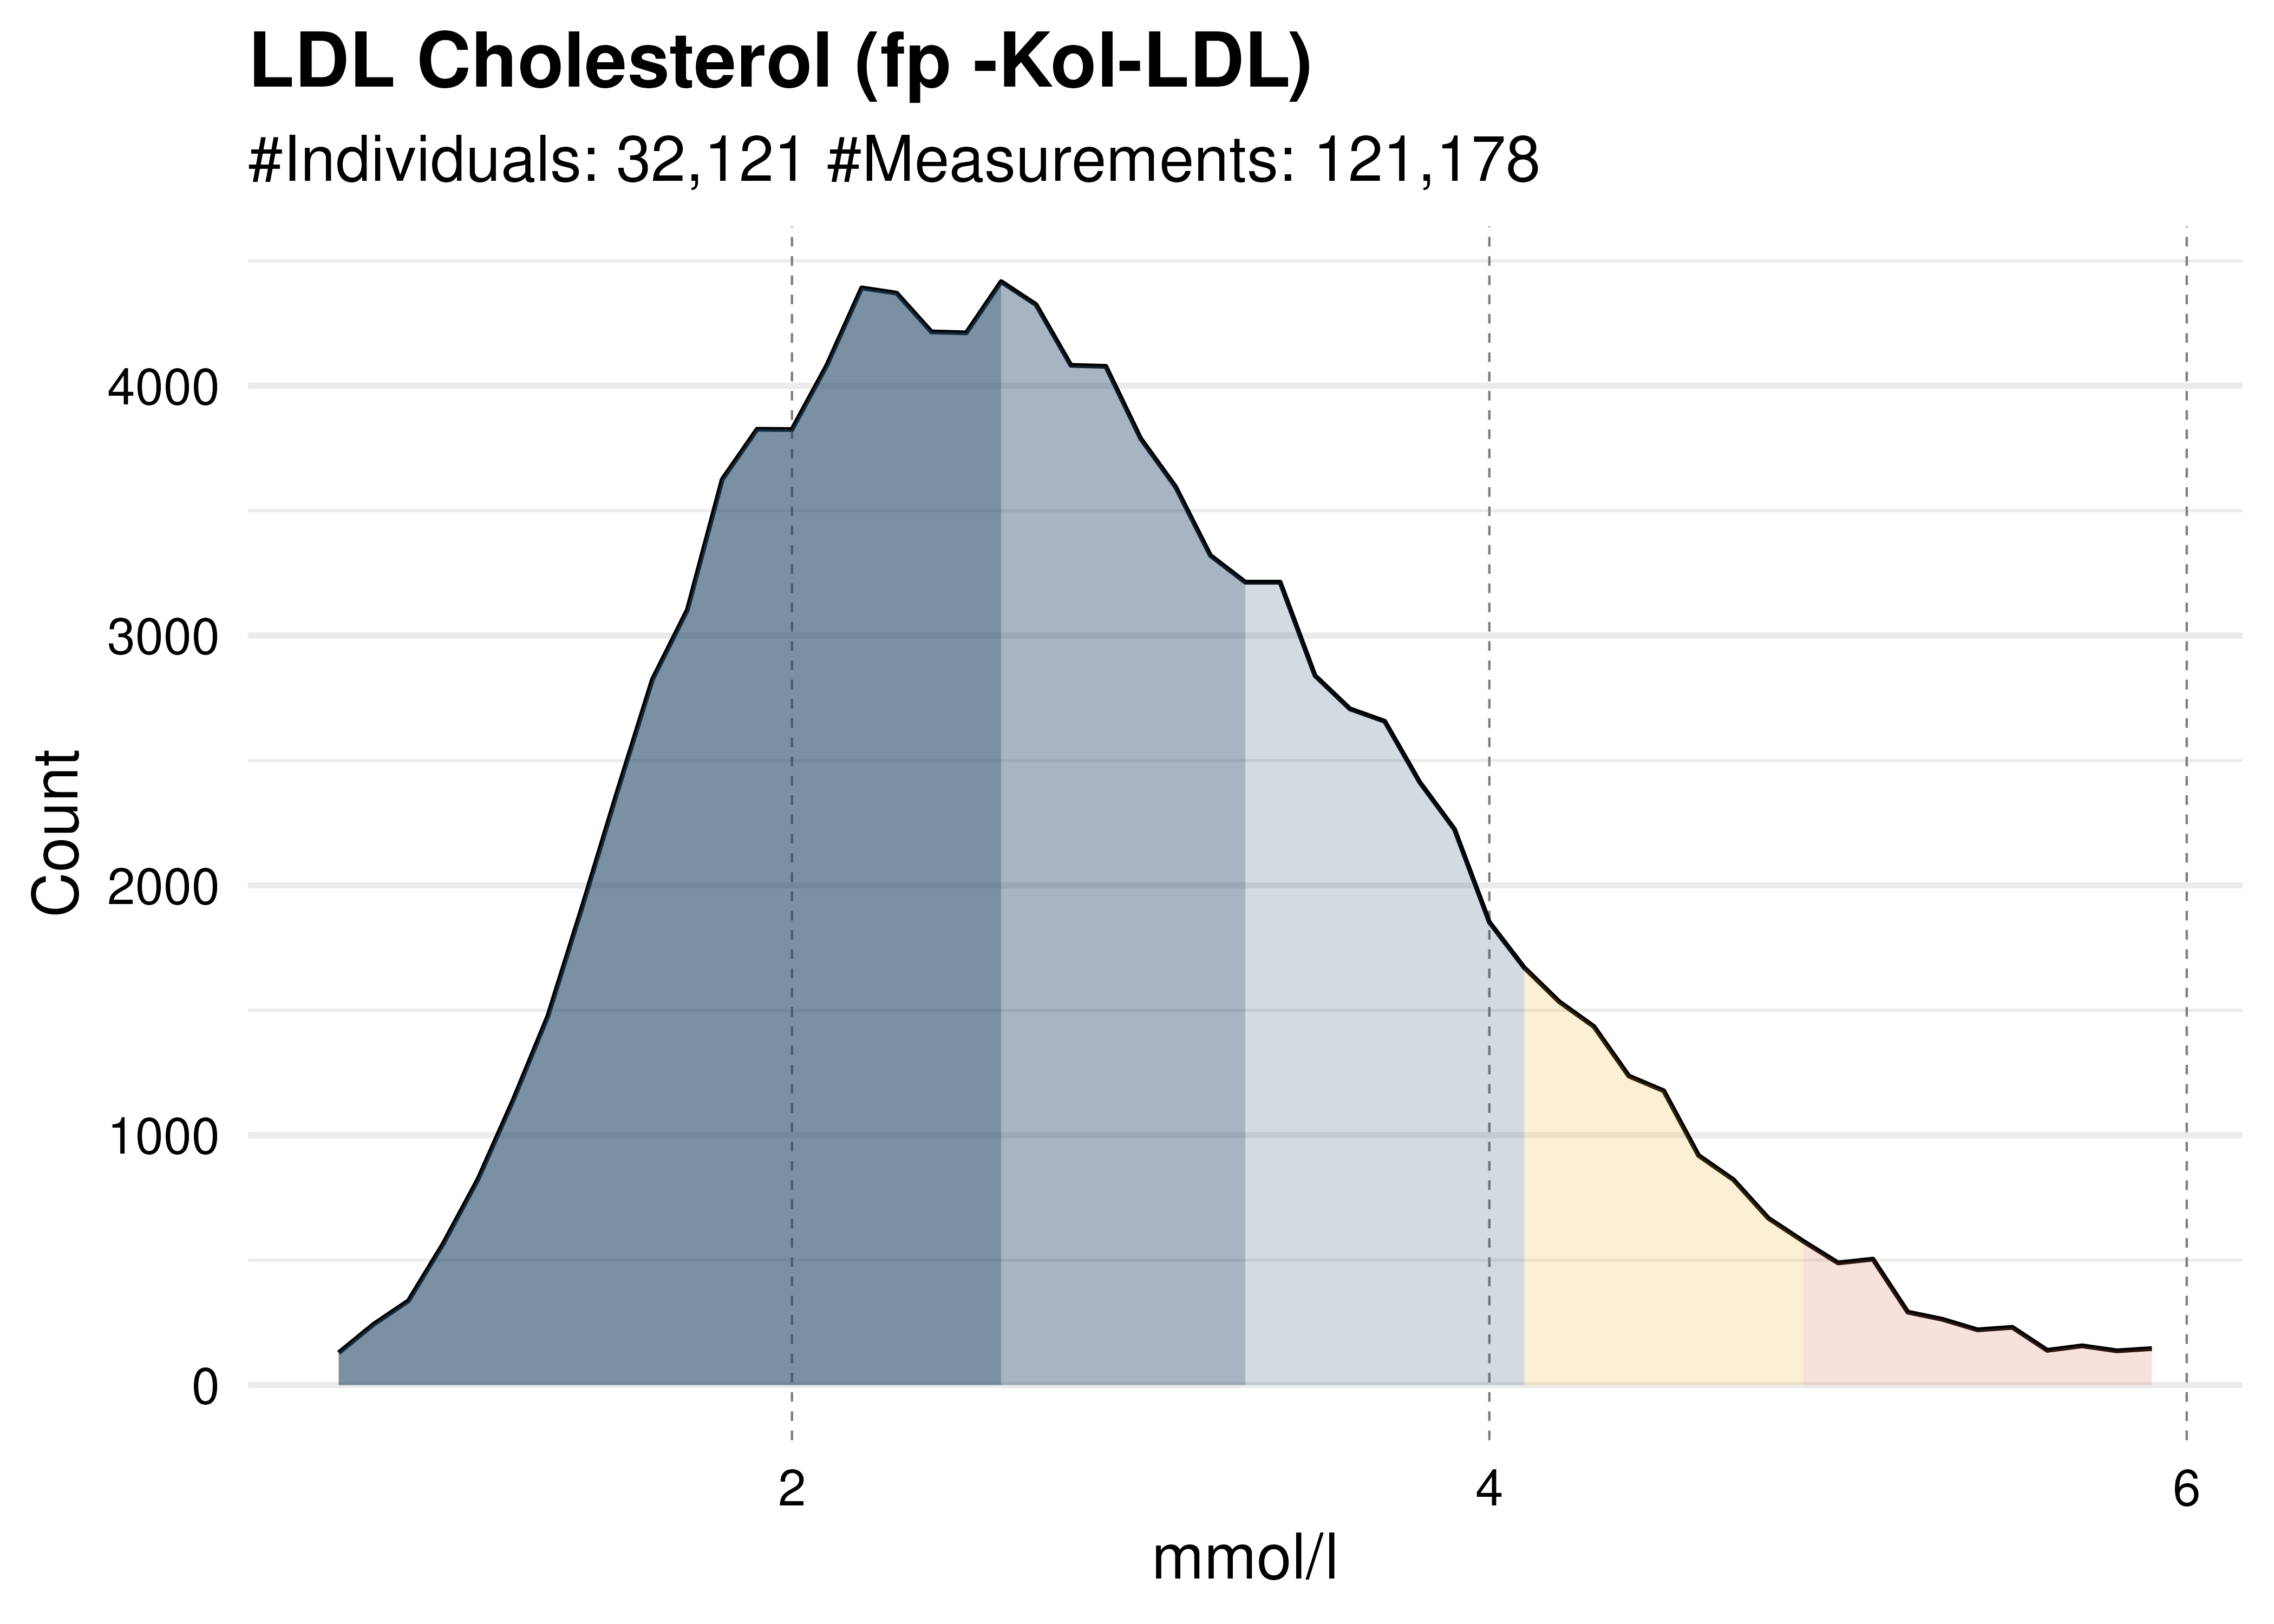 LDL Cholesterol (fp -Kol-LDL)
#Individuals: 32,121 #Measurements: 121,178
4000
3000
2000
1000
0
Count
2 4 6
mmol/l